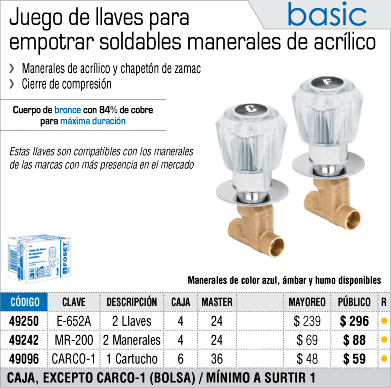 Juego de llaves para
empotrar soldables manerales de acrílico
basic
Manerales de acrílico y chapetón de zamac
Cierre de compresión
Cuerpo de bronce con 84% de cobre
para máxima duración
Estas llaves son compatibles con los manerales
de las marcas con más presencia en el mercado
C
F
FOSET
Manerales de color azul, ámbar y humo disponibles
CÓDIGO CLAVE DESCRIPCIÓN CAJA MASTER MAYOREO PÚBLICO R
49250 E-652A 2 Llaves 4 24 $ 239 $ 296
49242 MR-200 2 Manerales 4 24 $ 69 $ 88
49096 CARCO-1 1 Cartucho 6 36 $ 48 $ 59
CAJA, EXCEPTO CARCO-1 (BOLSA) / MÍNIMO A SURTIR 1